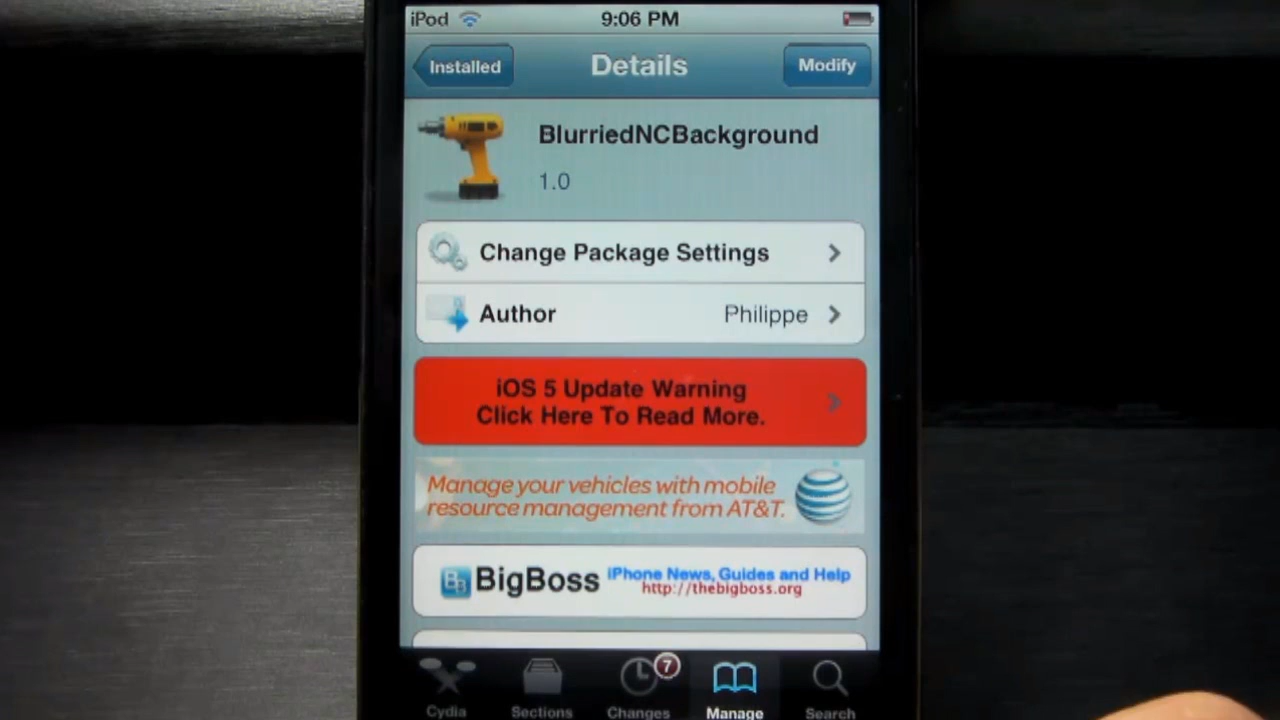 iPod 9:06 PM
Installed Details Modify
BlurriedNCBackground
1.0
Change Package Settings
Author Philippe
iOS 5 Update Warning
Click Here To Read More.
Manage your vehicles with mobile
resource management from AT&T.
BB BigBoss iPhone News, Guides and Help
http://thebigboss.org
7
Cydia Sections Changes Manage Search